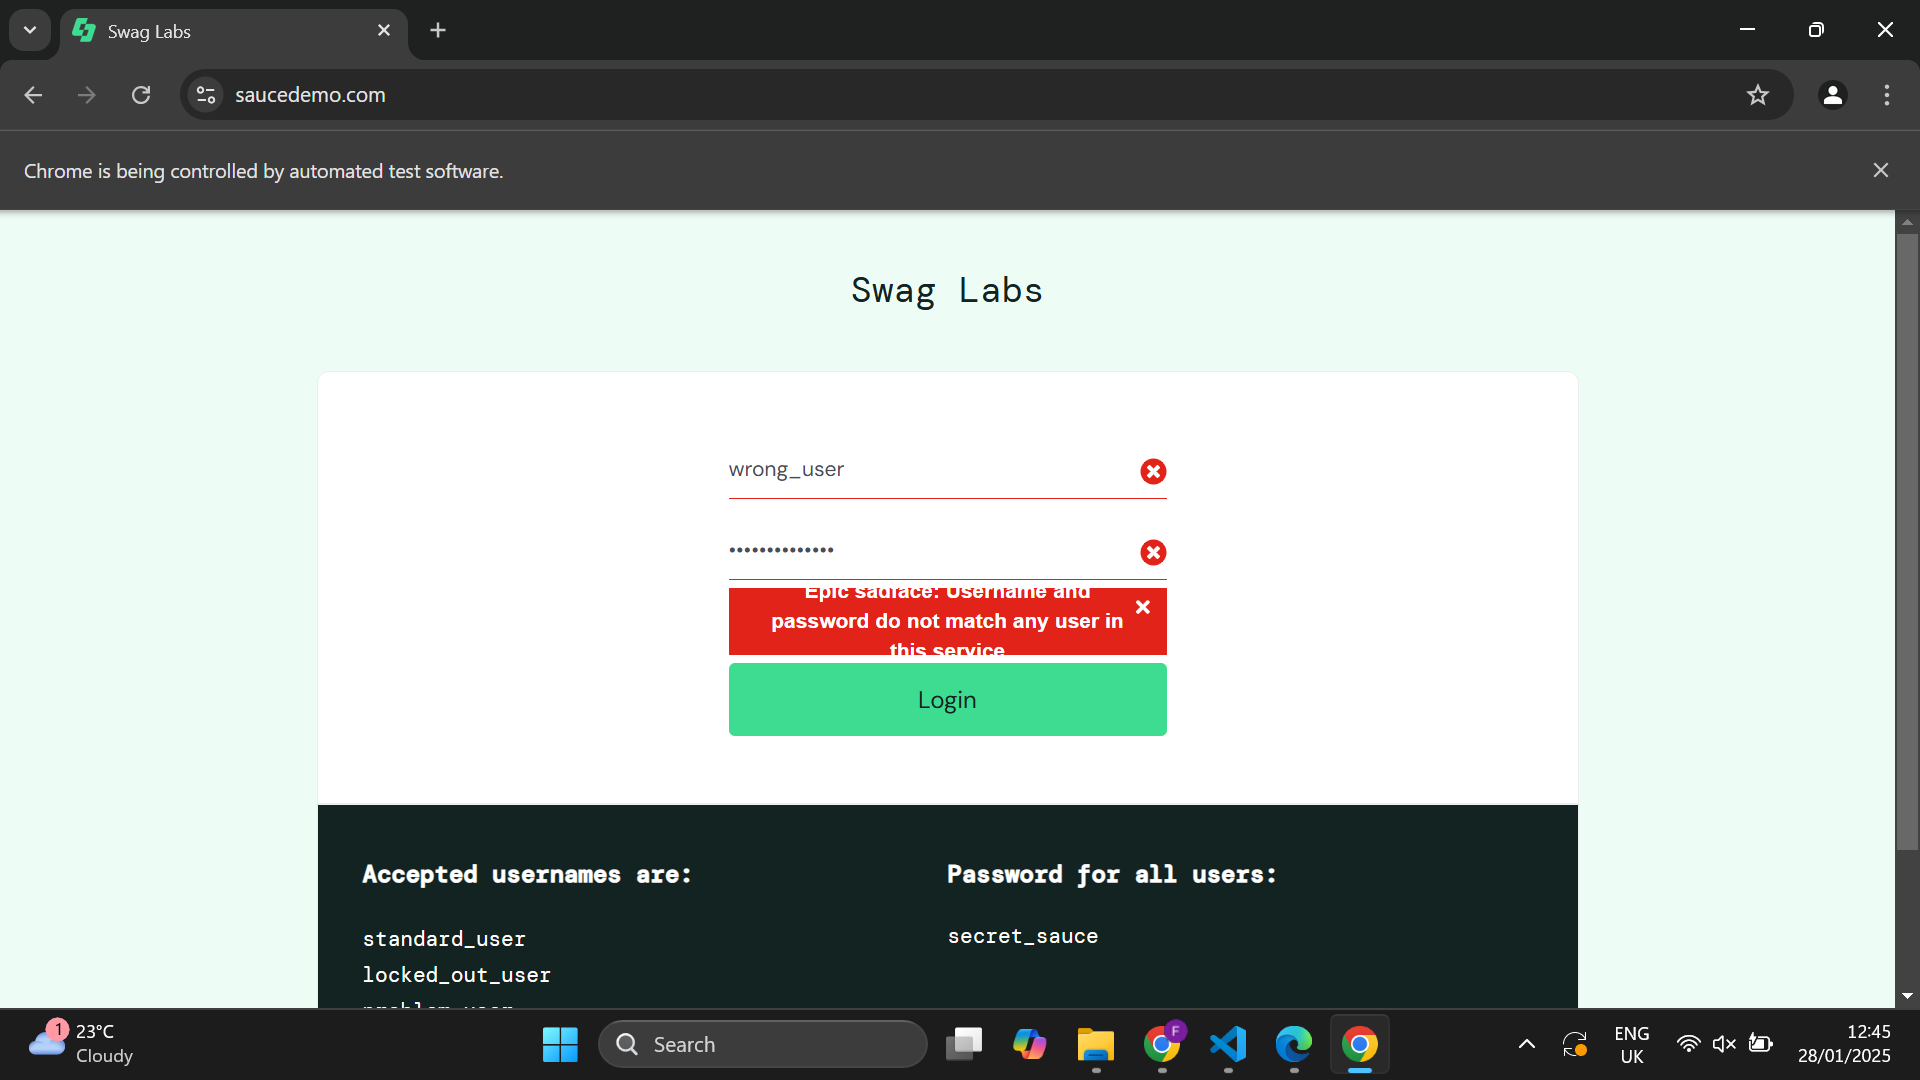 Swag Labs
saucedemo.com
Chrome is being controlled by automated test software.
Swag Labs
wrong_user
••••••••••••••
Epic sadface: Username and
password do not match any user in
this service
Login
Accepted usernames are:
standard_user
locked_out_user
problem_user
Password for all users:
secret_sauce
1
23°C
Cloudy
Search
F
ENG
UK
12:45
28/01/2025